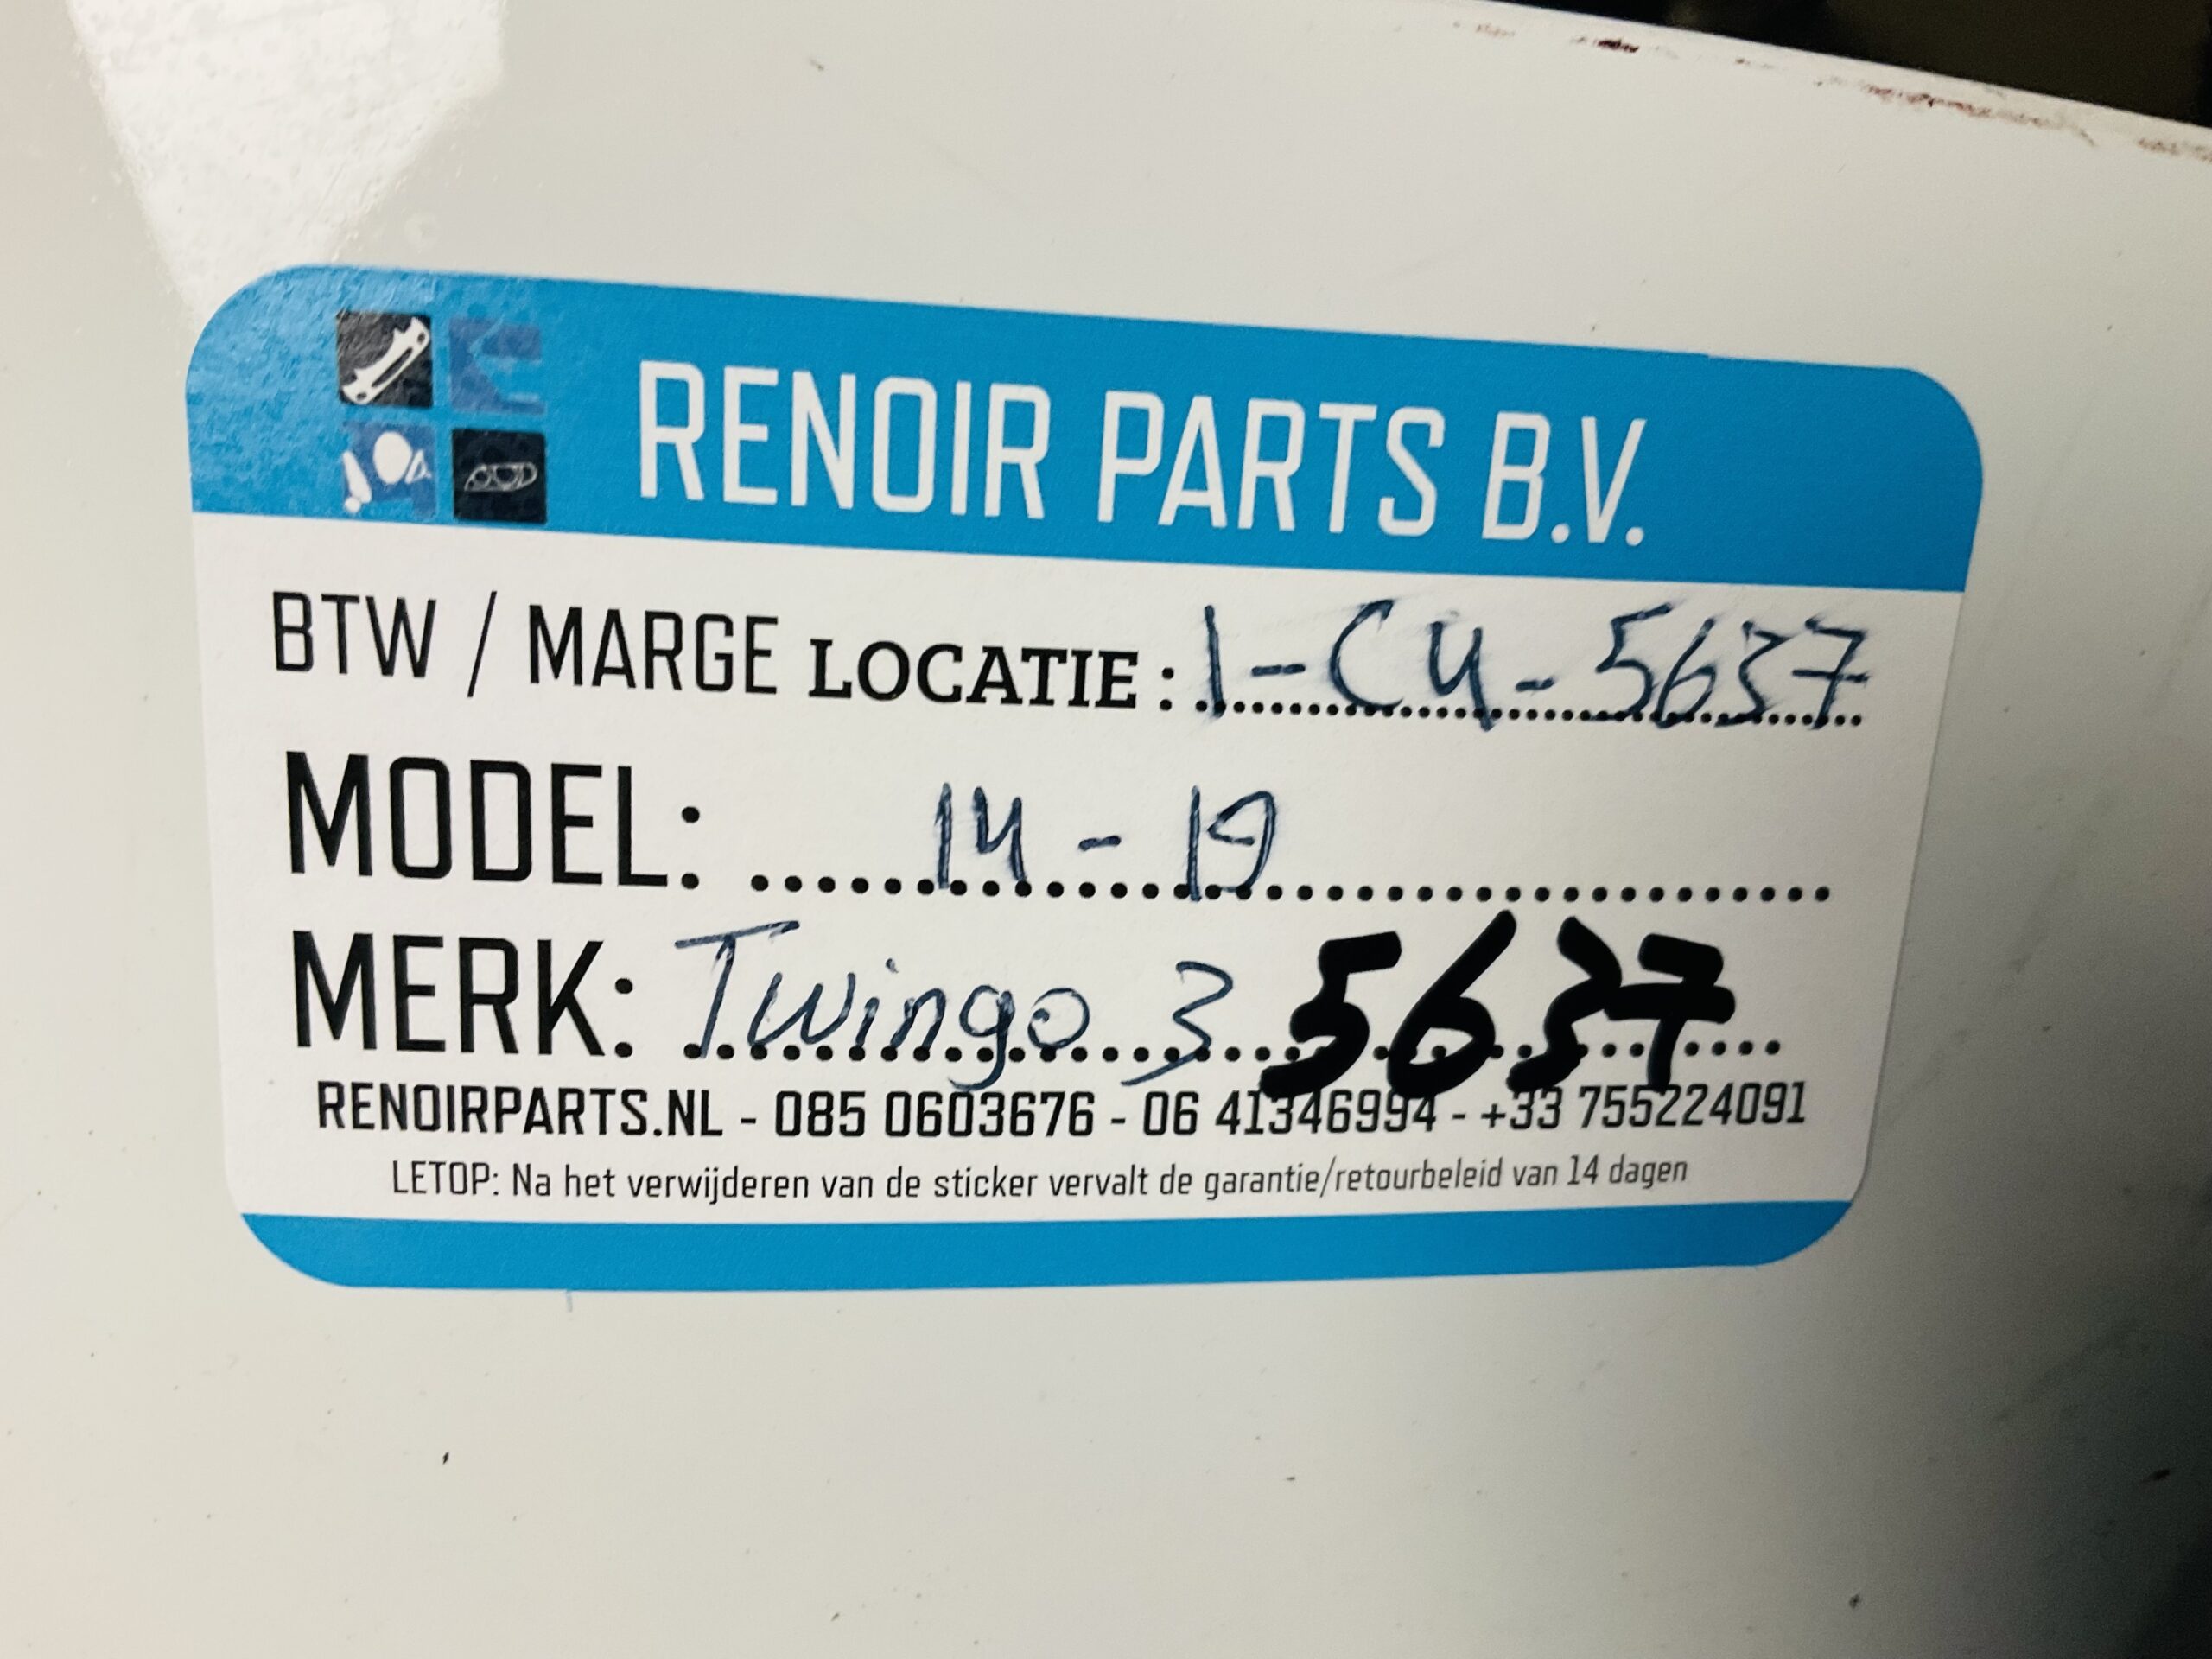 RENOIR PARTS B.V.
BTW / MARGE LOCATIE : 1-C4-5637
MODEL: 14-19
MERK: Twingo 3 5637
RENOIRPARTS.NL - 085 0603676 - 06 41346994 - +33 755224091
LETOP: Na het verwijderen van de sticker vervalt de garantie/retourbeleid van 14 dagen